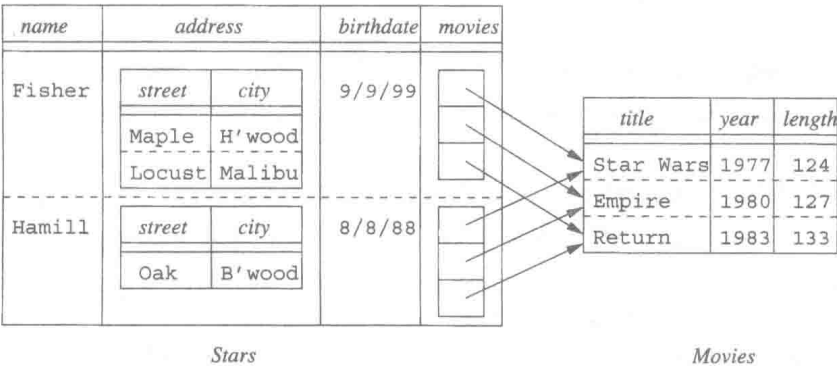 name address birthdate movies
Fisher street city 9/9/99
Maple H'wood
Locust Malibu
Hamill street city 8/8/88
Oak B'wood
title year length
Star Wars 1977 124
Empire 1980 127
Return 1983 133
Stars
Movies